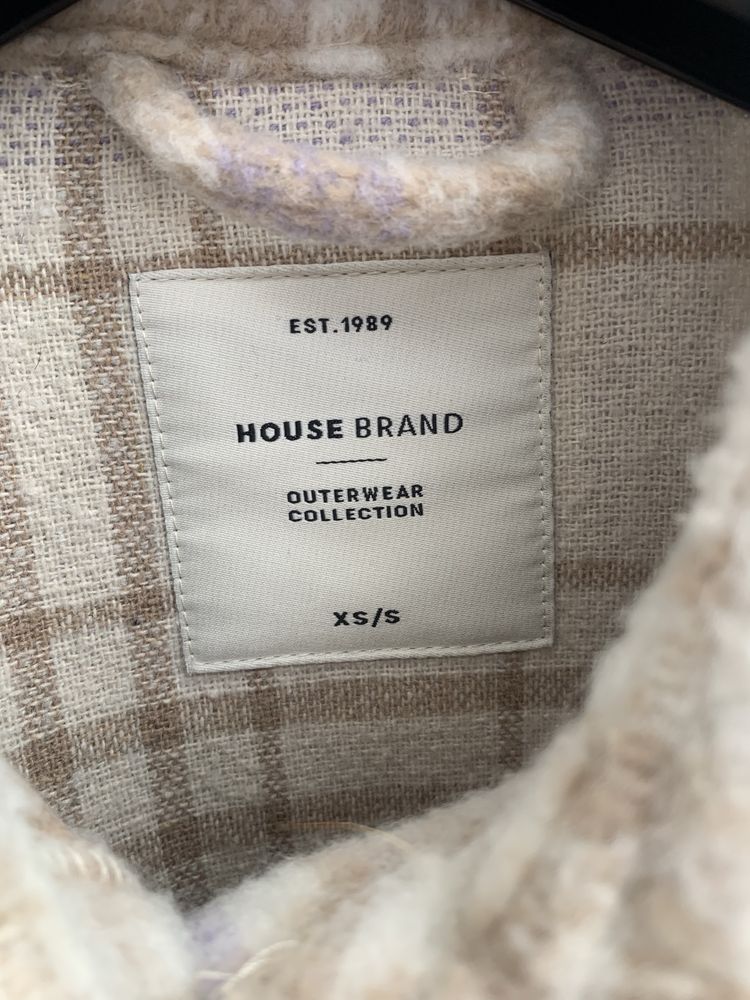 EST.1989
HOUSE BRAND
OUTERWEAR
COLLECTION
XS/S